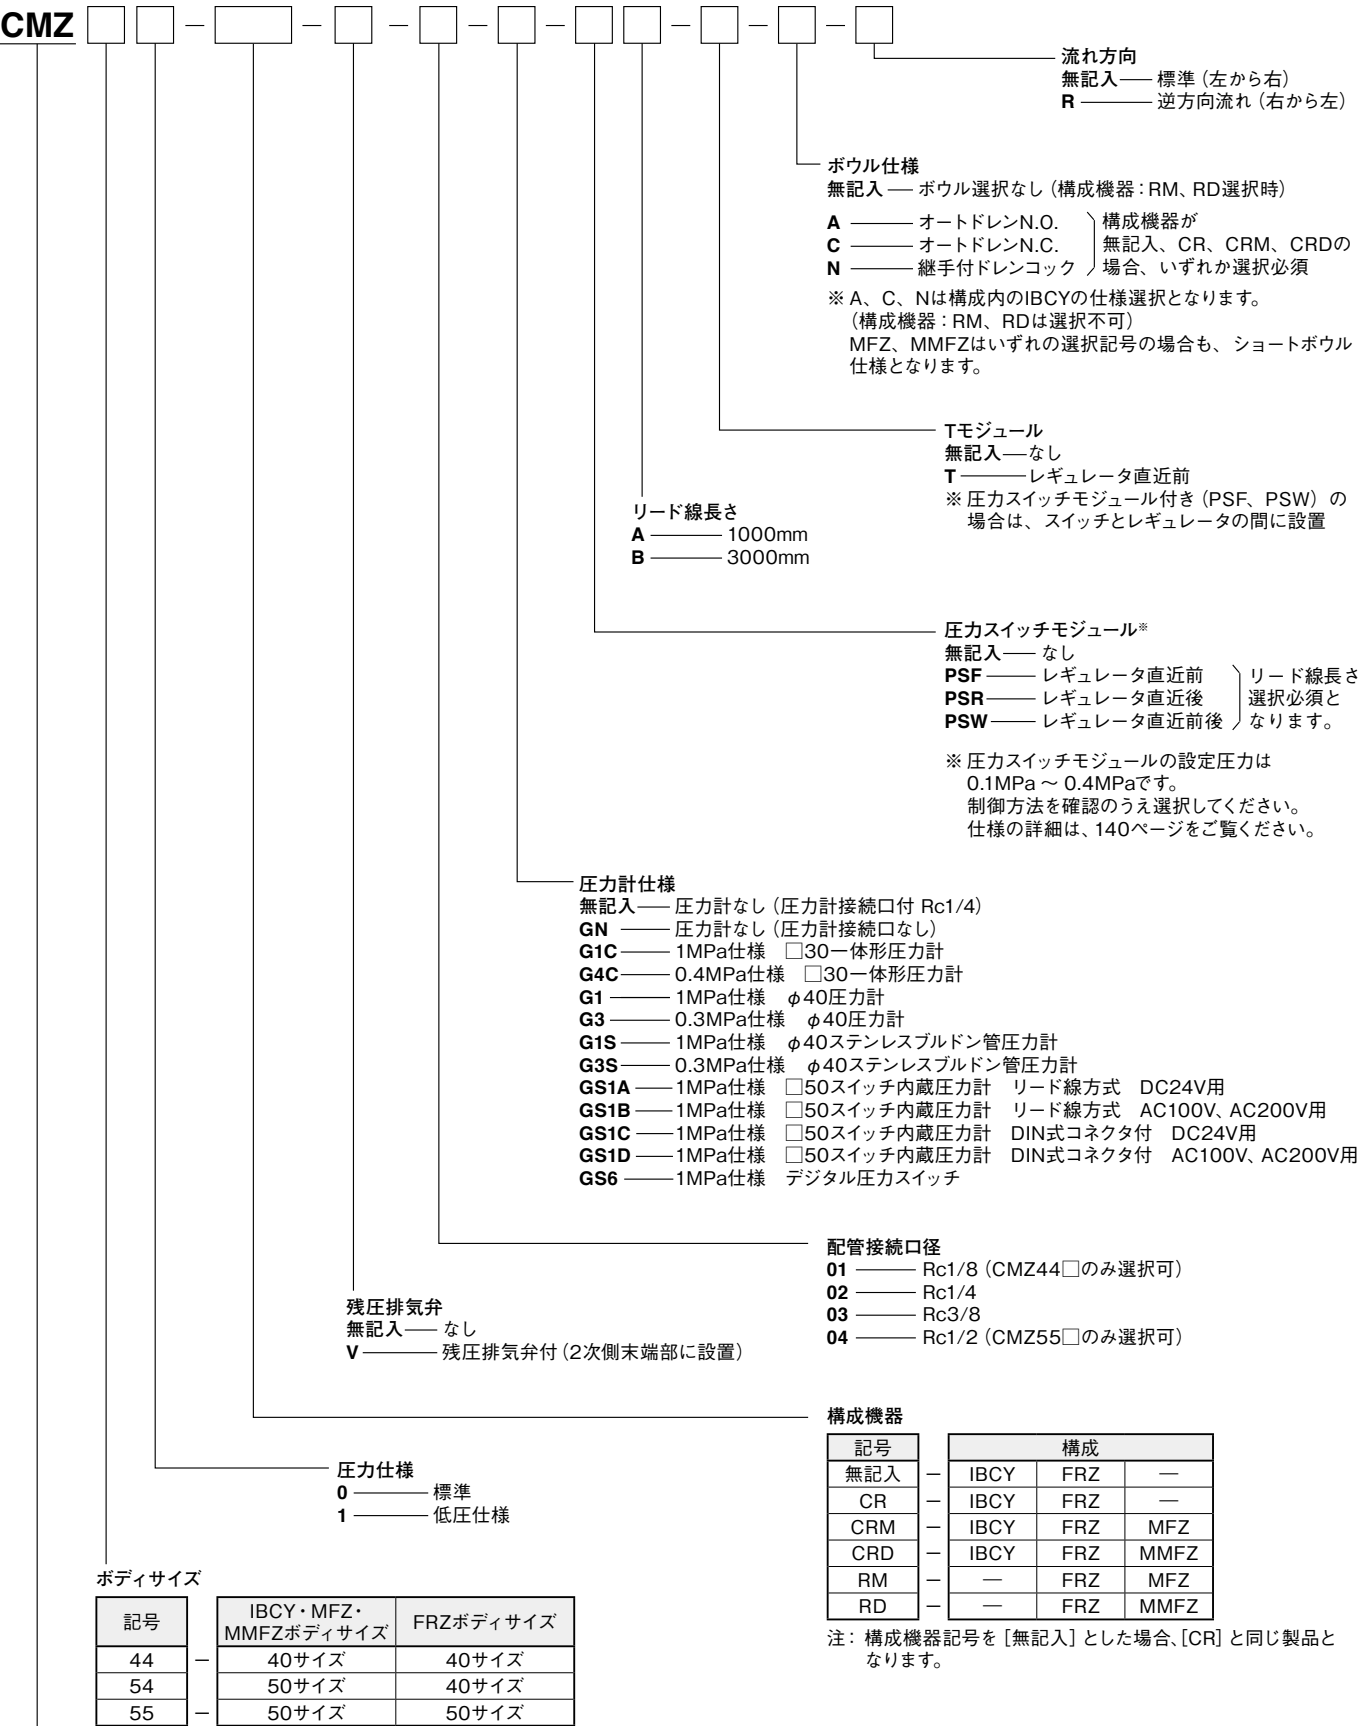 CMZ □ □ － □ － □ － □ － □ － □ □ － □ － □ － □
流れ方向
無記入── 標準（左から右）
R ──── 逆方向流れ（右から左）
ボウル仕様
無記入 ── ボウル選択なし（構成機器：RM、RD選択時）
A ──── オートドレンN.O.
C ──── オートドレンN.C.
N ──── 継手付ドレンコック
構成機器が
無記入、CR、CRM、CRDの
場合、いずれか選択必須
※ A、C、Nは構成内のIBCYの仕様選択となります。
（構成機器：RM、RDは選択不可）
MFZ、MMFZはいずれの選択記号の場合も、ショートボウル
仕様となります。
Tモジュール
無記入──なし
T ────レギュレータ直近前
※ 圧力スイッチモジュール付き（PSF、PSW）の
場合は、スイッチとレギュレータの間に設置
リード線長さ
A ──── 1000mm
B ──── 3000mm
圧力スイッチモジュール※
無記入── なし
PSF ─── レギュレータ直近前
PSR ─── レギュレータ直近後
PSW ─── レギュレータ直近前後
リード線長さ
選択必須と
なります。
※ 圧力スイッチモジュールの設定圧力は
0.1MPa ～ 0.4MPaです。
制御方法を確認のうえ選択してください。
仕様の詳細は、140ページをご覧ください。
圧力計仕様
無記入── 圧力計なし（圧力計接続口付 Rc1/4）
GN ─── 圧力計なし（圧力計接続口なし）
G1C ─── 1MPa仕様　□30一体形圧力計
G4C ─── 0.4MPa仕様　□30一体形圧力計
G1 ─── 1MPa仕様　φ40圧力計
G3 ─── 0.3MPa仕様　φ40圧力計
G1S ─── 1MPa仕様　φ40ステンレスブルドン管圧力計
G3S ─── 0.3MPa仕様　φ40ステンレスブルドン管圧力計
GS1A ── 1MPa仕様　□50スイッチ内蔵圧力計　リード線方式　DC24V用
GS1B ── 1MPa仕様　□50スイッチ内蔵圧力計　リード線方式　AC100V、AC200V用
GS1C ── 1MPa仕様　□50スイッチ内蔵圧力計　DIN式コネクタ付　DC24V用
GS1D ── 1MPa仕様　□50スイッチ内蔵圧力計　DIN式コネクタ付　AC100V、AC200V用
GS6 ─── 1MPa仕様　デジタル圧力スイッチ
配管接続口径
01 ─── Rc1/8（CMZ44□のみ選択可）
02 ─── Rc1/4
03 ─── Rc3/8
04 ─── Rc1/2（CMZ55□のみ選択可）
残圧排気弁
無記入── なし
V ──── 残圧排気弁付（2次側末端部に設置）
構成機器
記号 構成
無記入 － IBCY FRZ —
CR － IBCY FRZ —
CRM － IBCY FRZ MFZ
CRD － IBCY FRZ MMFZ
RM － — FRZ MFZ
RD － — FRZ MMFZ
注： 構成機器記号を［無記入］とした場合、［CR］と同じ製品と
なります。
圧力仕様
0 ──── 標準
1 ──── 低圧仕様
ボディサイズ
記号 IBCY・MFZ・
MMFZボディサイズ FRZボディサイズ
44 － 40サイズ 40サイズ
54 50サイズ 40サイズ
55 － 50サイズ 50サイズ